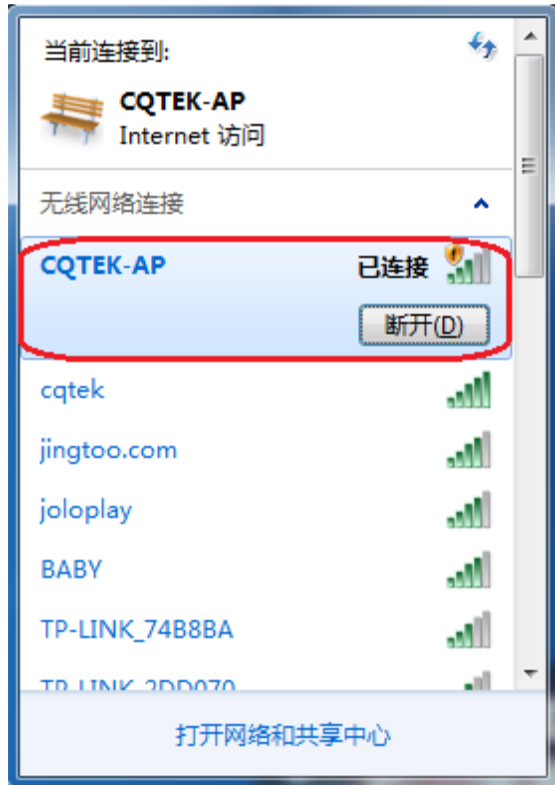 当前连接到:
CQTEK-AP
Internet 访问
无线网络连接
CQTEK-AP 已连接
断开(D)
cqtek
jingtoo.com
joloplay
BABY
TP-LINK_74B8BA
TP-LINK_2DD070
打开网络和共享中心